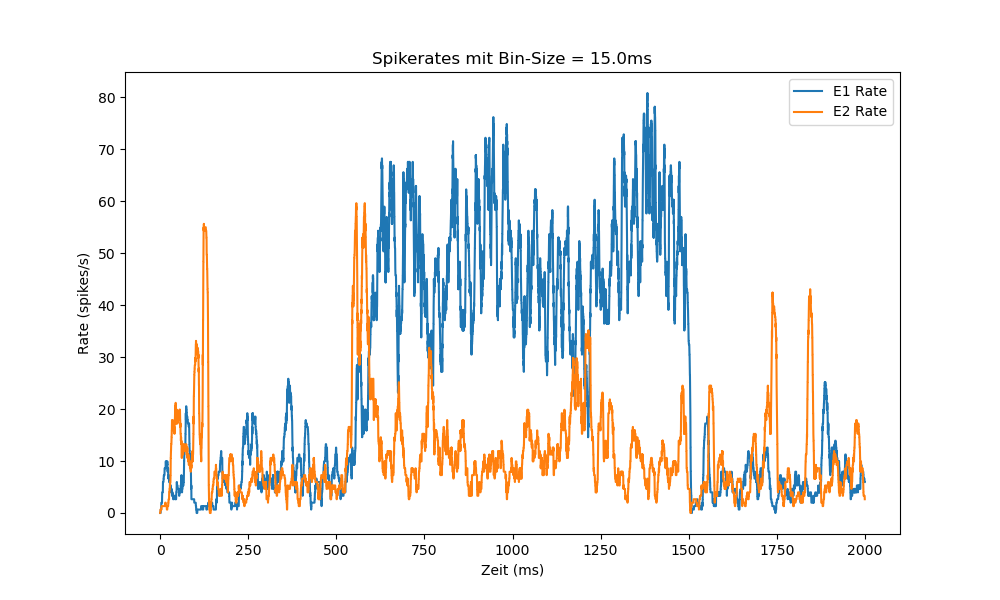 Spikerates mit Bin-Size = 15.0ms
E1 Rate
E2 Rate
80
70
60
50
40
30
20
10
0
Rate (spikes/s)
0 250 500 750 1000 1250 1500 1750 2000
Zeit (ms)